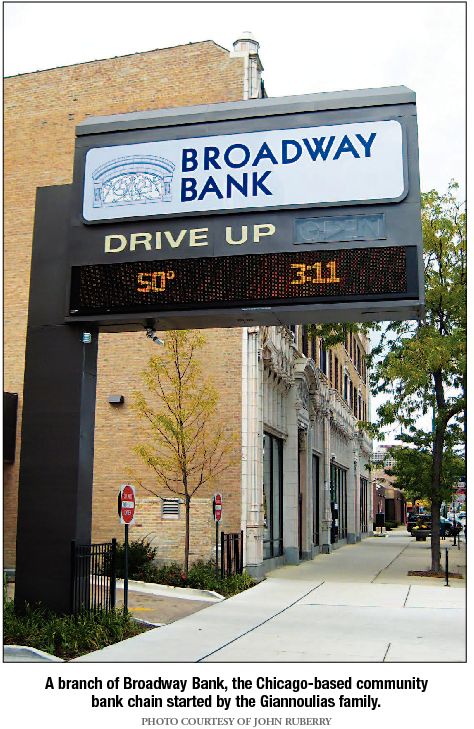 BROADWAY
BANK
DRIVE UP OPEN
50° 3:11
A branch of Broadway Bank, the Chicago-based community
bank chain started by the Giannoulias family.
PHOTO COURTESY OF JOHN RUBERRY